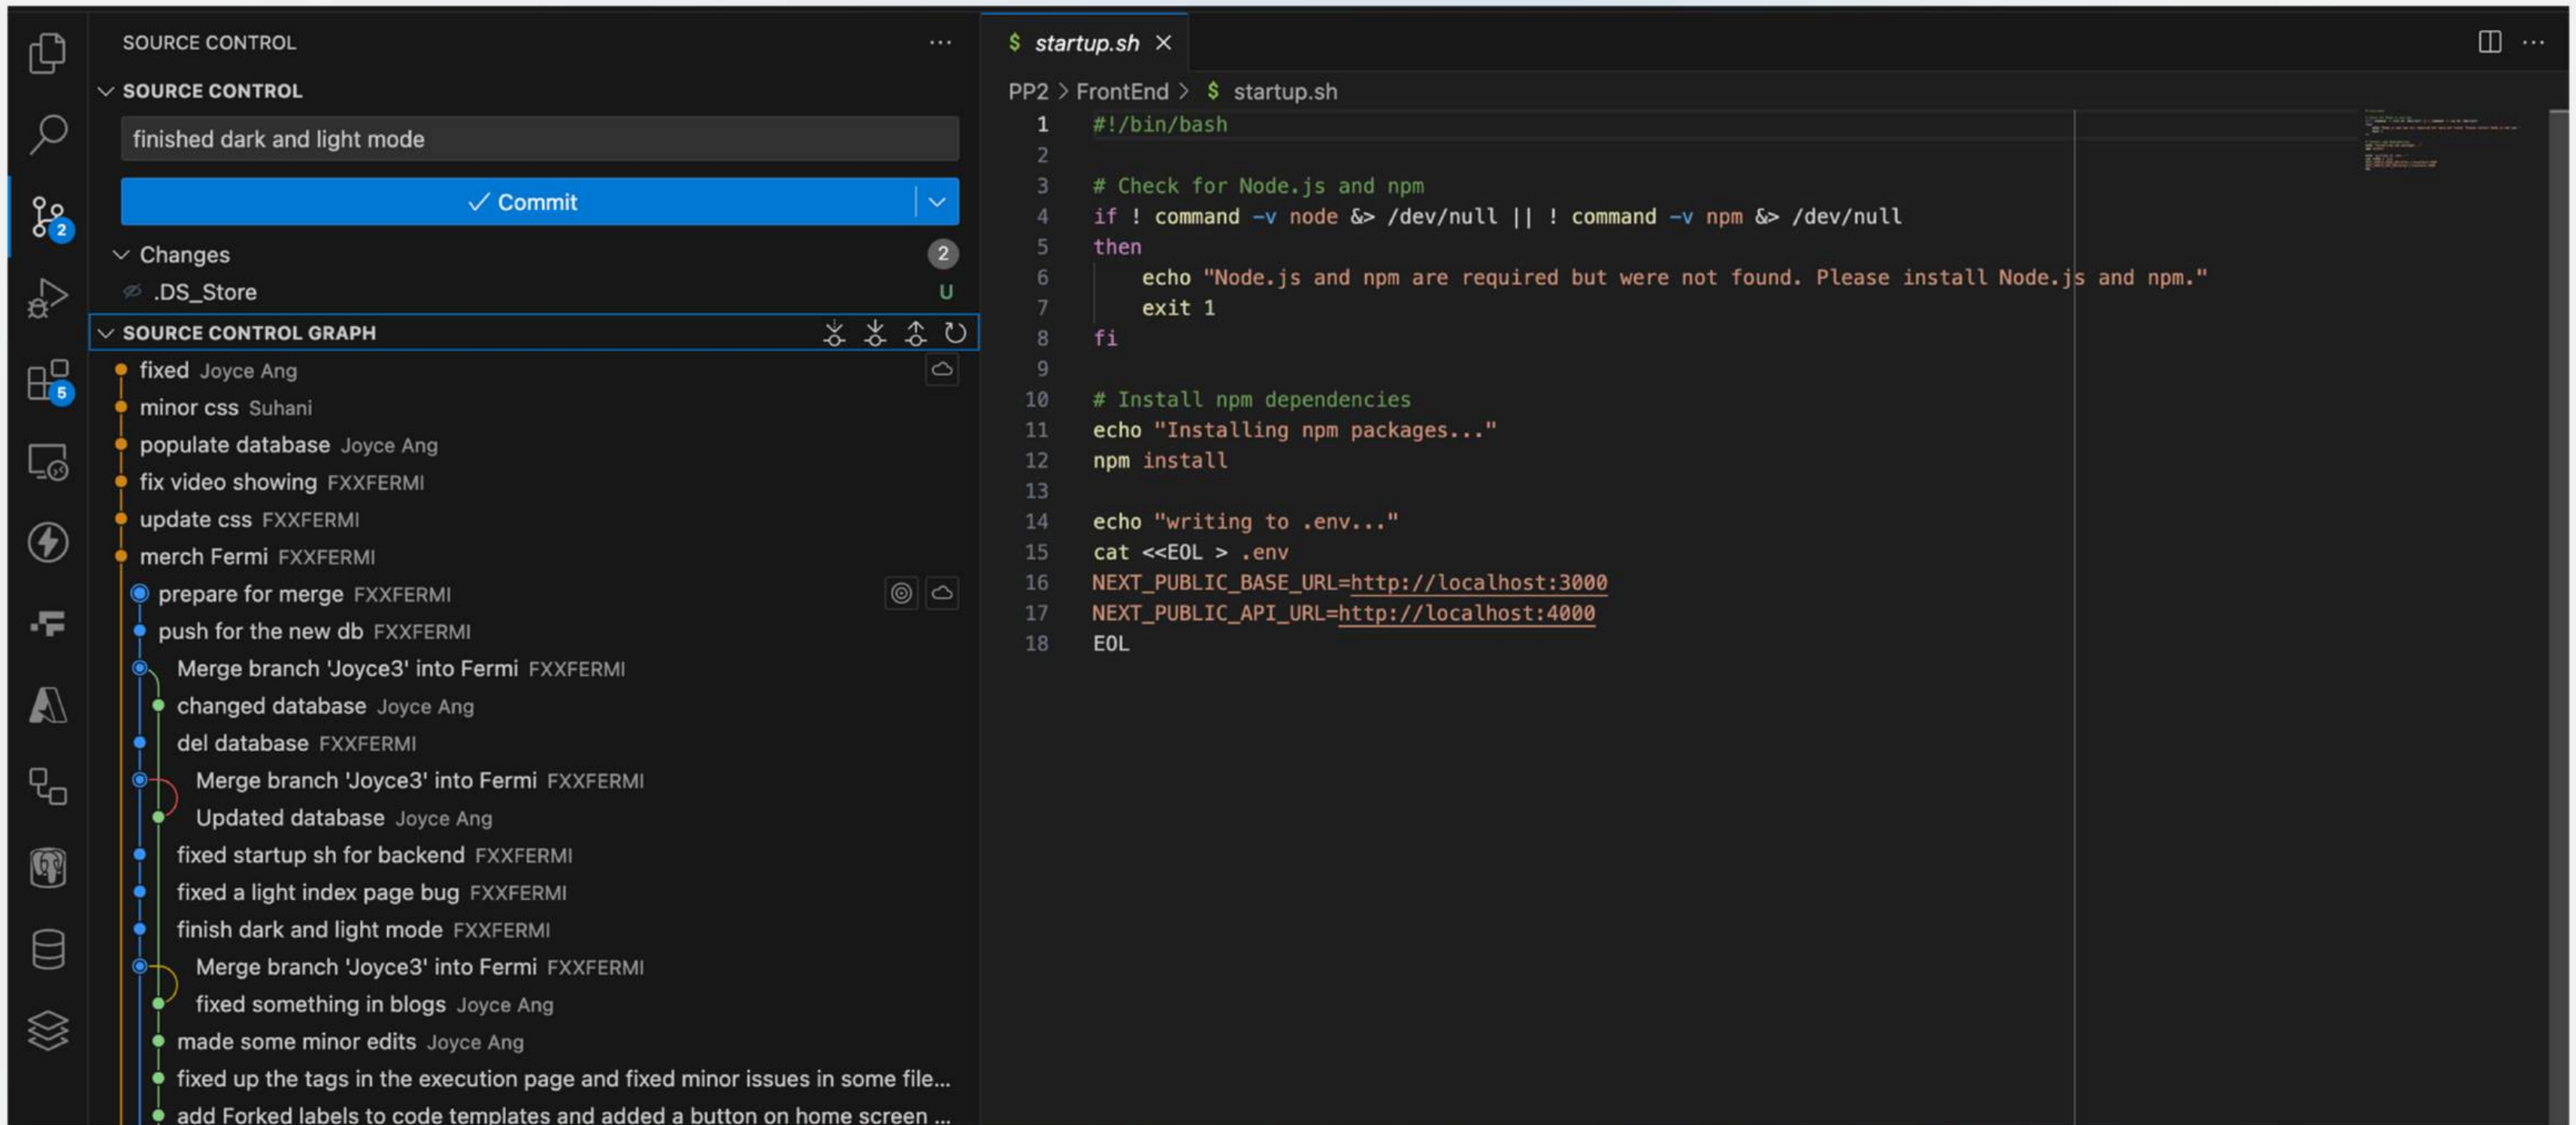 SOURCE CONTROL
SOURCE CONTROL
finished dark and light mode
Commit
Changes 2
.DS_Store U
SOURCE CONTROL GRAPH
fixed Joyce Ang
minor css Suhani
populate database Joyce Ang
fix video showing FXXFERMI
update css FXXFERMI
merch Fermi FXXFERMI
prepare for merge FXXFERMI
push for the new db FXXFERMI
Merge branch 'Joyce3' into Fermi FXXFERMI
changed database Joyce Ang
del database FXXFERMI
Merge branch 'Joyce3' into Fermi FXXFERMI
Updated database Joyce Ang
fixed startup sh for backend FXXFERMI
fixed a light index page bug FXXFERMI
finish dark and light mode FXXFERMI
Merge branch 'Joyce3' into Fermi FXXFERMI
fixed something in blogs Joyce Ang
made some minor edits Joyce Ang
fixed up the tags in the execution page and fixed minor issues in some file...
add Forked labels to code templates and added a button on home screen ...
2
5
$ startup.sh
PP2 > FrontEnd > $ startup.sh
1 #!/bin/bash
2
3 # Check for Node.js and npm
4 if ! command -v node &> /dev/null || ! command -v npm &> /dev/null
5 then
6 echo "Node.js and npm are required but were not found. Please install Node.js and npm."
7 exit 1
8 fi
9
10 # Install npm dependencies
11 echo "Installing npm packages..."
12 npm install
13
14 echo "writing to .env..."
15 cat <<EOL > .env
16 NEXT_PUBLIC_BASE_URL=http://localhost:3000
17 NEXT_PUBLIC_API_URL=http://localhost:4000
18 EOL